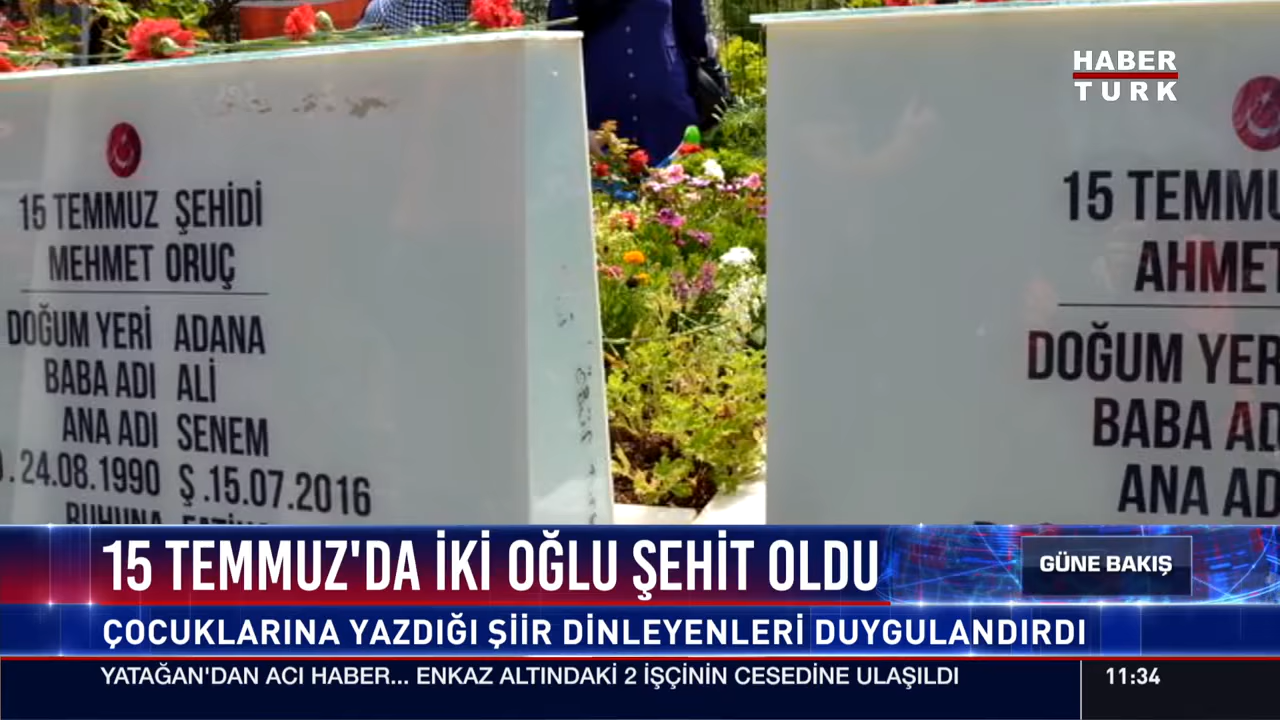 HABER
TURK
15 TEMMUZ ŞEHİDİ
MEHMET ORUÇ
DOĞUM YERİ ADANA
BABA ADI ALİ
ANA ADI SENEM
. 24.08.1990 Ş .15.07.2016
RUHUNA
15 TEMMU
AHMET
DOĞUM YER
BABA AD
ANA AD
15 TEMMUZ'DA İKİ OĞLU ŞEHİT OLDU
GÜNE BAKIŞ
ÇOCUKLARINA YAZDIĞI ŞİİR DİNLEYENLERİ DUYGULANDIRDI
YATAĞAN'DAN ACI HABER... ENKAZ ALTINDAKİ 2 İŞÇİNİN CESEDİNE ULAŞILDI
11:34